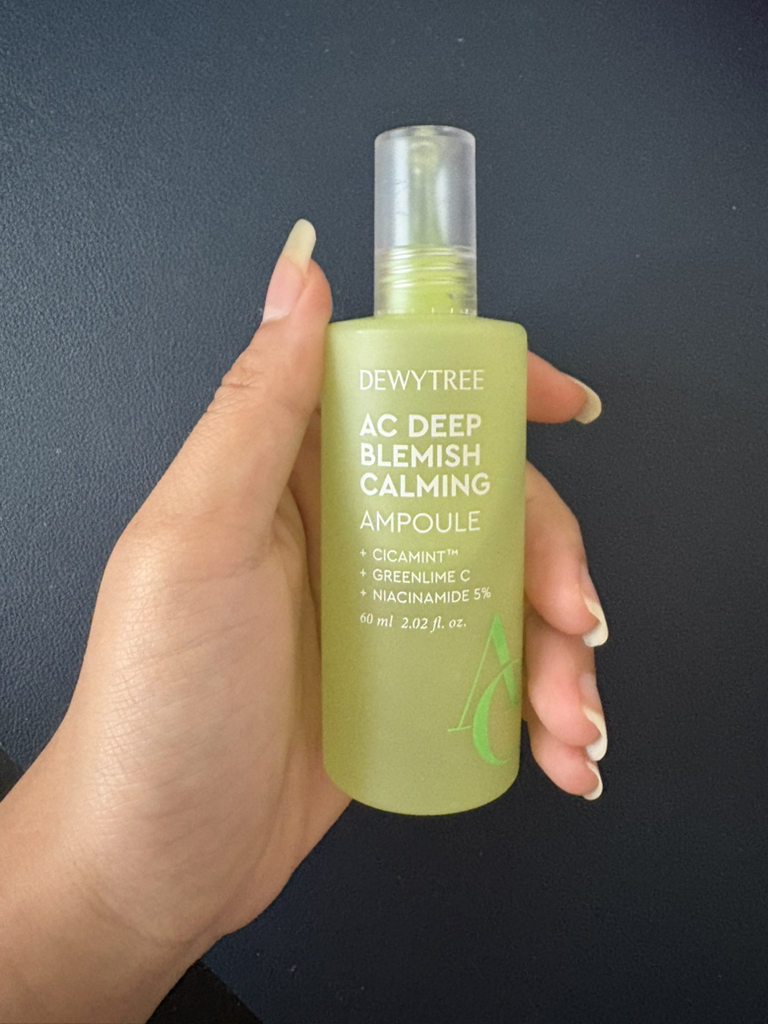 DEWYTREE
AC DEEP
BLEMISH
CALMING
AMPOULE
+ CICAMINT™
+ GREENLIME C
+ NIACINAMIDE 5%
60 ml 2.02 fl. oz.
AC